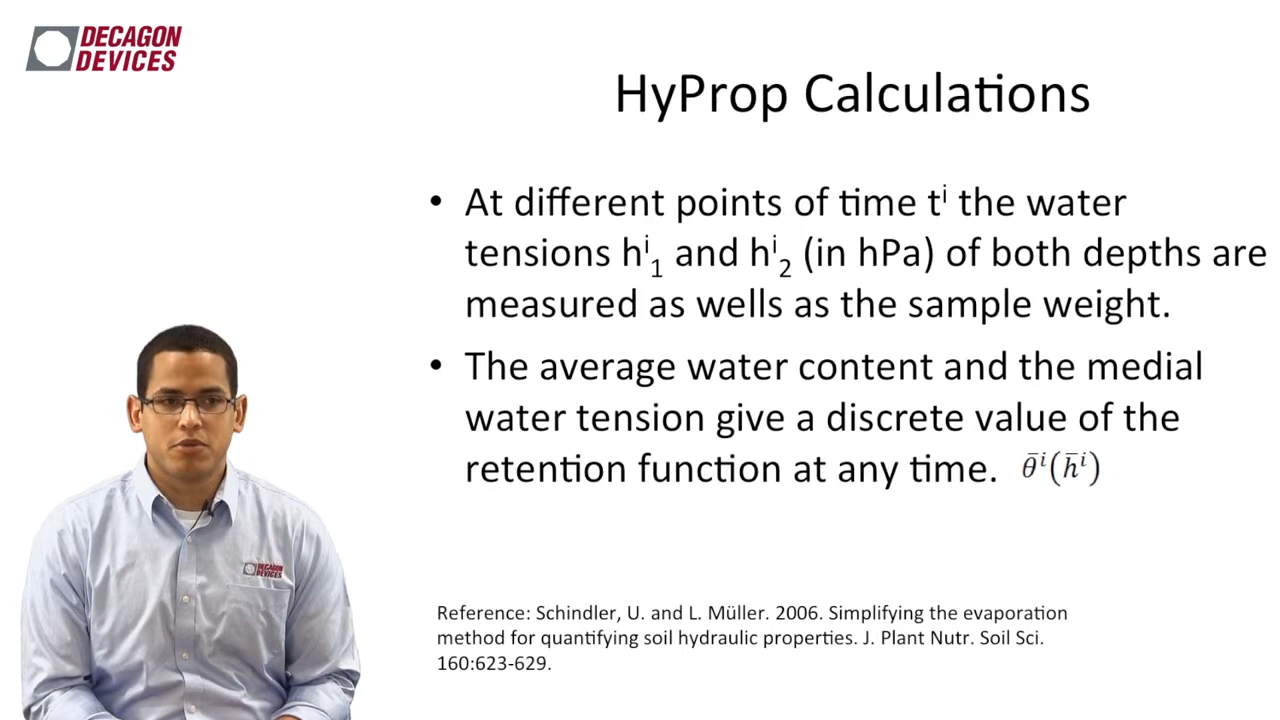 DECAGON
DEVICES
HyProp Calculations
• At different points of time tⁱ the water
tensions hⁱ₁ and hⁱ₂ (in hPa) of both depths are
measured as wells as the sample weight.
• The average water content and the medial
water tension give a discrete value of the
retention function at any time. θ̄ⁱ(h̄ⁱ)
DECAGON
DEVICES
Reference: Schindler, U. and L. Müller. 2006. Simplifying the evaporation
method for quantifying soil hydraulic properties. J. Plant Nutr. Soil Sci.
160:623-629.